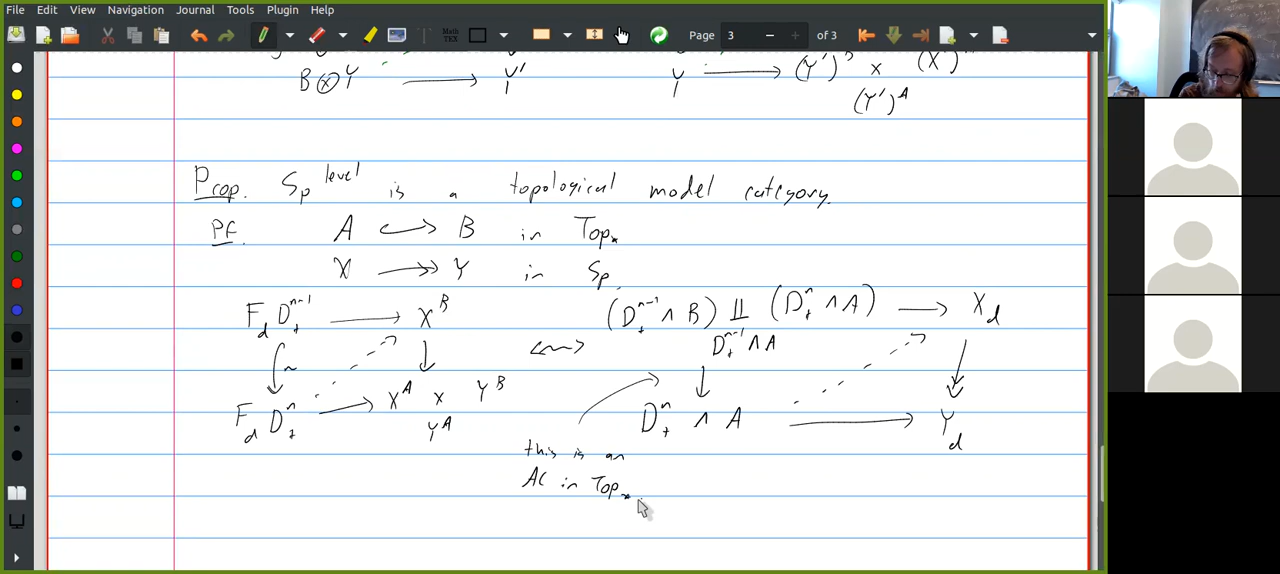 File Edit View Navigation Journal Tools Plugin Help
Math TEX
Page 3 of 3
B ⊗ Y → Y' Y → (Y')^B × (X')
(Y')^A
Prop. Sp^level is a topological model category.
Pf. A ↪ B in Top_*
X ↠ Y in Sp.
F_d D^{n-1}_+ → X^B ↔ (D^{n-1}_+ ∧ B) ⨿ (D^n_+ ∧ A) → X_d
D^{n-1}_+ ∧ A
~
F_d D^n_+ → X^A × Y^B D^n_+ ∧ A → Y_d
Y^A
this is an
AC in Top_*